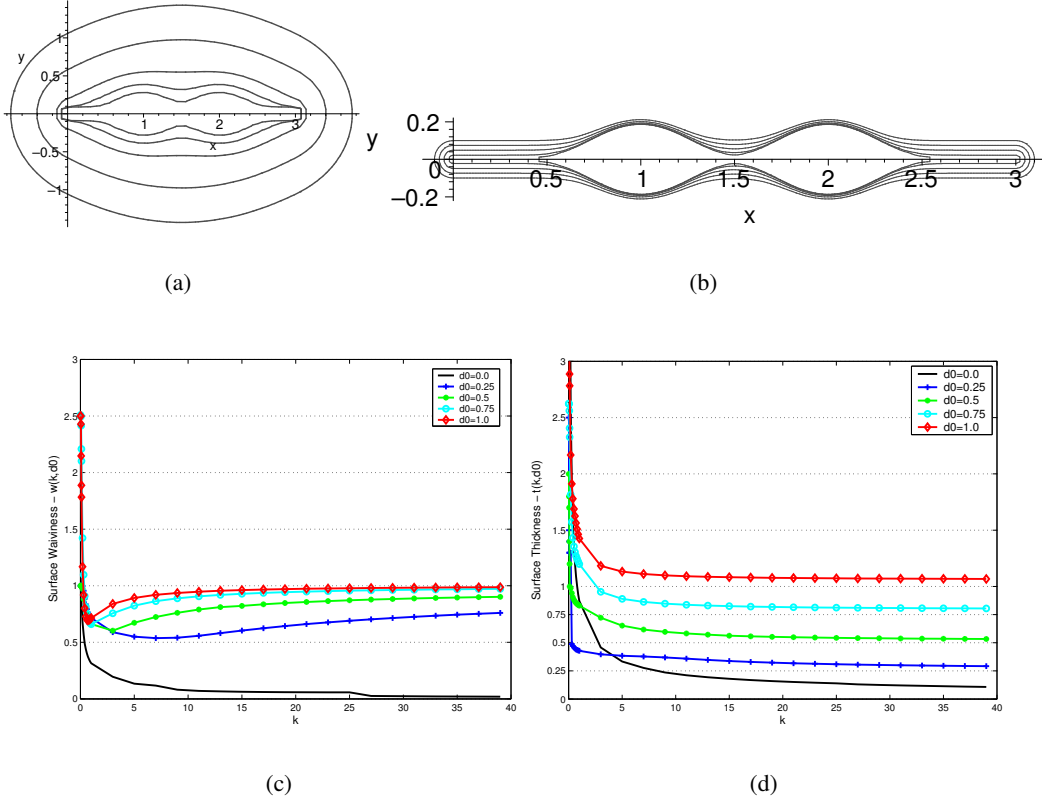 y
1
0.5
1
2
3
x
−0.5
−1
(a)
y
0.2
0
−0.2
0.5
1
1.5
2
2.5
3
x
(b)
3
2.5
2
1.5
1
0.5
0
0
5
10
15
20
25
30
35
40
k
Surface Waiviness − w(k,d0)
d0=0.0
d0=0.25
d0=0.5
d0=0.75
d0=1.0
(c)
3
2.5
2
1.5
1
0.5
0.25
0
0
5
10
15
20
25
30
35
40
k
Surface Thickness − t(k,d0)
d0=0.0
d0=0.25
d0=0.5
d0=0.75
d0=1.0
(d)